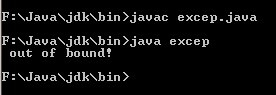 F:\Java\jdk\bin>javac excep.java
F:\Java\jdk\bin>java excep
out of bound!
F:\Java\jdk\bin>